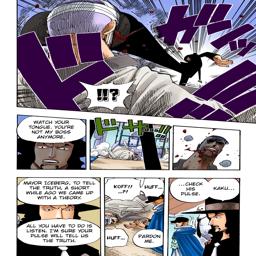 !!?
WATCH YOUR
TONGUE, YOU'RE
NOT MY BOSS
ANYMORE.
KAKU...
...CHECK
HIS
PULSE.
KOFF!!
...!?
HUFF...
HUFF...
PARDON
ME.
MAYOR ICEBERG, TO TELL
THE TRUTH, A SHORT
WHILE AGO WE CAME UP
WITH A THEORY.
ALL YOU HAVE TO DO IS
LISTEN. I'M SURE YOUR
PULSE WILL TELL US
THE TRUTH.